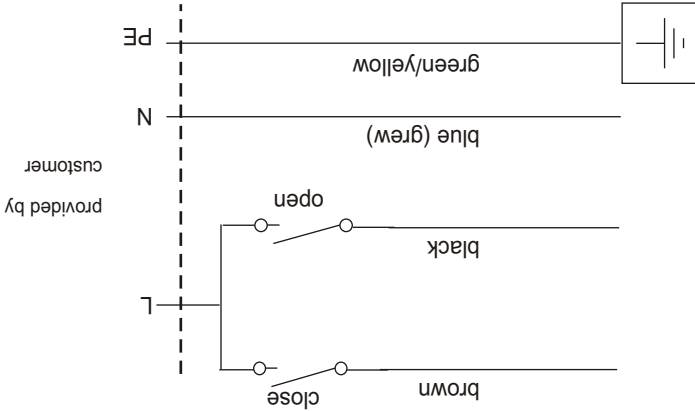 brown
close
L
black
open
provided by
customer
blue (grew)
N
green/yellow
PE